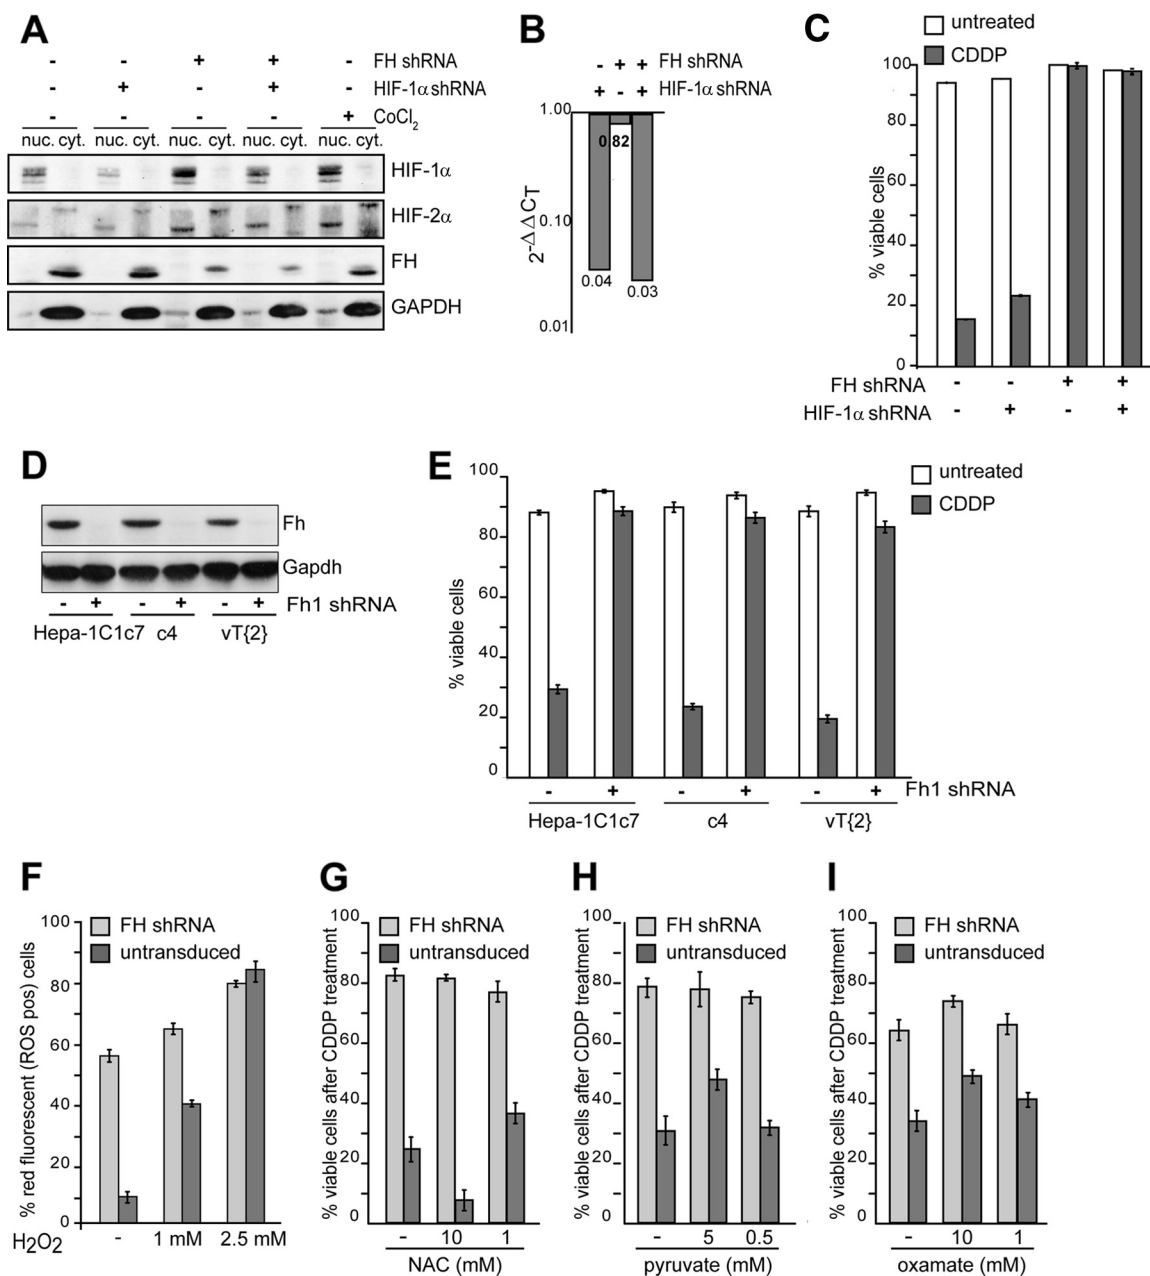 A
- - + + - FH shRNA
- + - + - HIF-1α shRNA
- - - - + CoCl2
nuc. cyt. nuc. cyt. nuc. cyt. nuc. cyt. nuc. cyt.
HIF-1α
HIF-2α
FH
GAPDH
B
- + + FH shRNA
+ - + HIF-1α shRNA
1.00
0.10
0.01
2-ΔΔCT
0 82
0.04
0.03
C
untreated
CDDP
% viable cells
100
80
60
40
20
0
FH shRNA - - + +
HIF-1α shRNA - + - +
D
Fh
Gapdh
- + - + - + Fh1 shRNA
Hepa-1C1c7 c4 vT{2}
E
untreated
CDDP
% viable cells
100
80
60
40
20
0
- + - + - + Fh1 shRNA
Hepa-1C1c7 c4 vT{2}
F
FH shRNA
untransduced
% red fluorescent (ROS pos) cells
100
80
60
40
20
0
H2O2 - 1 mM 2.5 mM
G
FH shRNA
untransduced
% viable cells after CDDP treatment
100
80
60
40
20
0
- 10 1
NAC (mM)
H
FH shRNA
untransduced
% viable cells after CDDP treatment
100
80
60
40
20
0
- 5 0.5
pyruvate (mM)
I
FH shRNA
untransduced
% viable cells after CDDP treatment
100
80
60
40
20
0
- 10 1
oxamate (mM)